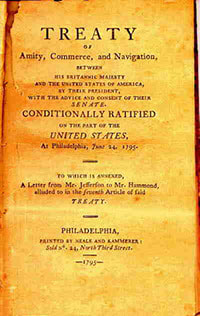 TREATY
OF
Amity, Commerce, and Navigation,
BETWEEN
HIS BRITANNIC MAJESTY
AND THE UNITED STATES OF AMERICA,
BY THEIR PRESIDENT,
WITH THE ADVICE AND CONSENT OF THEIR
SENATE.
CONDITIONALLY RATIFIED
ON THE PART OF THE
UNITED STATES,
At Philadelphia, June 24, 1795.
TO WHICH IS ANNEXED,
A Letter from Mr. Jefferson to Mr. Hammond,
alluded to in the seventh Article of said
TREATY.
PHILADELPHIA,
PRINTED BY NEALE AND KAMMERER:
Sold No. 24, North Third Street.
—1795—